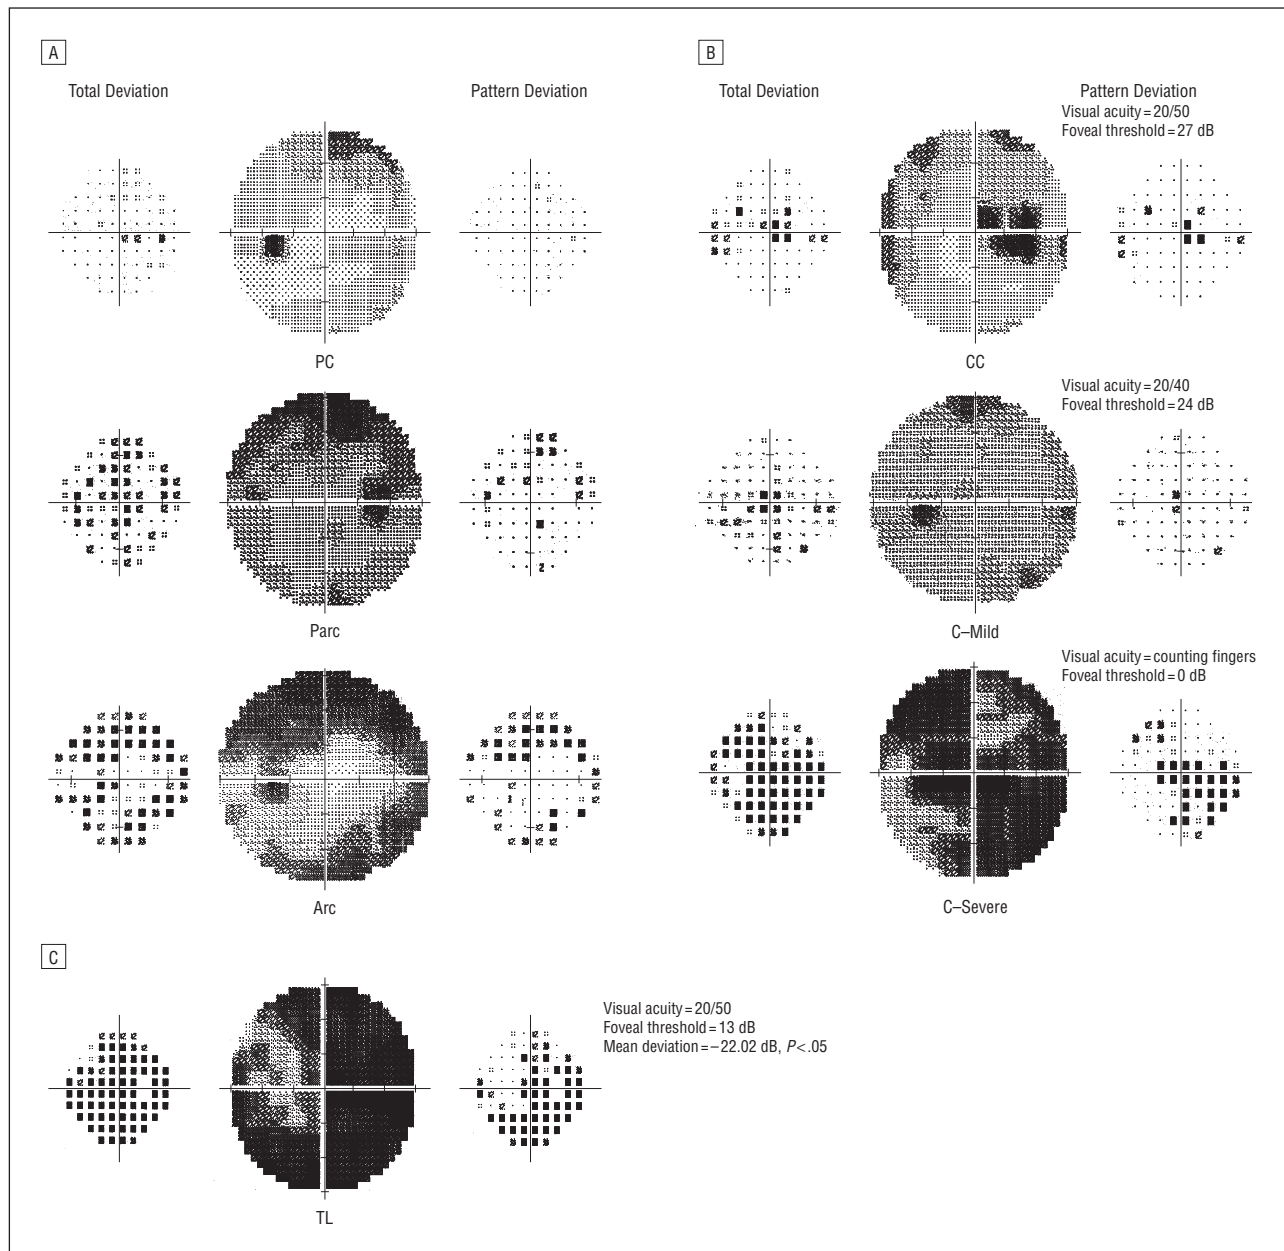 A
Total Deviation
Pattern Deviation
PC
Parc
Arc
B
Total Deviation
Pattern Deviation
Visual acuity = 20/50
Foveal threshold = 27 dB
CC
Visual acuity = 20/40
Foveal threshold = 24 dB
C–Mild
Visual acuity = counting fingers
Foveal threshold = 0 dB
C–Severe
C
Visual acuity = 20/50
Foveal threshold = 13 dB
Mean deviation = −22.02 dB, P<.05
TL